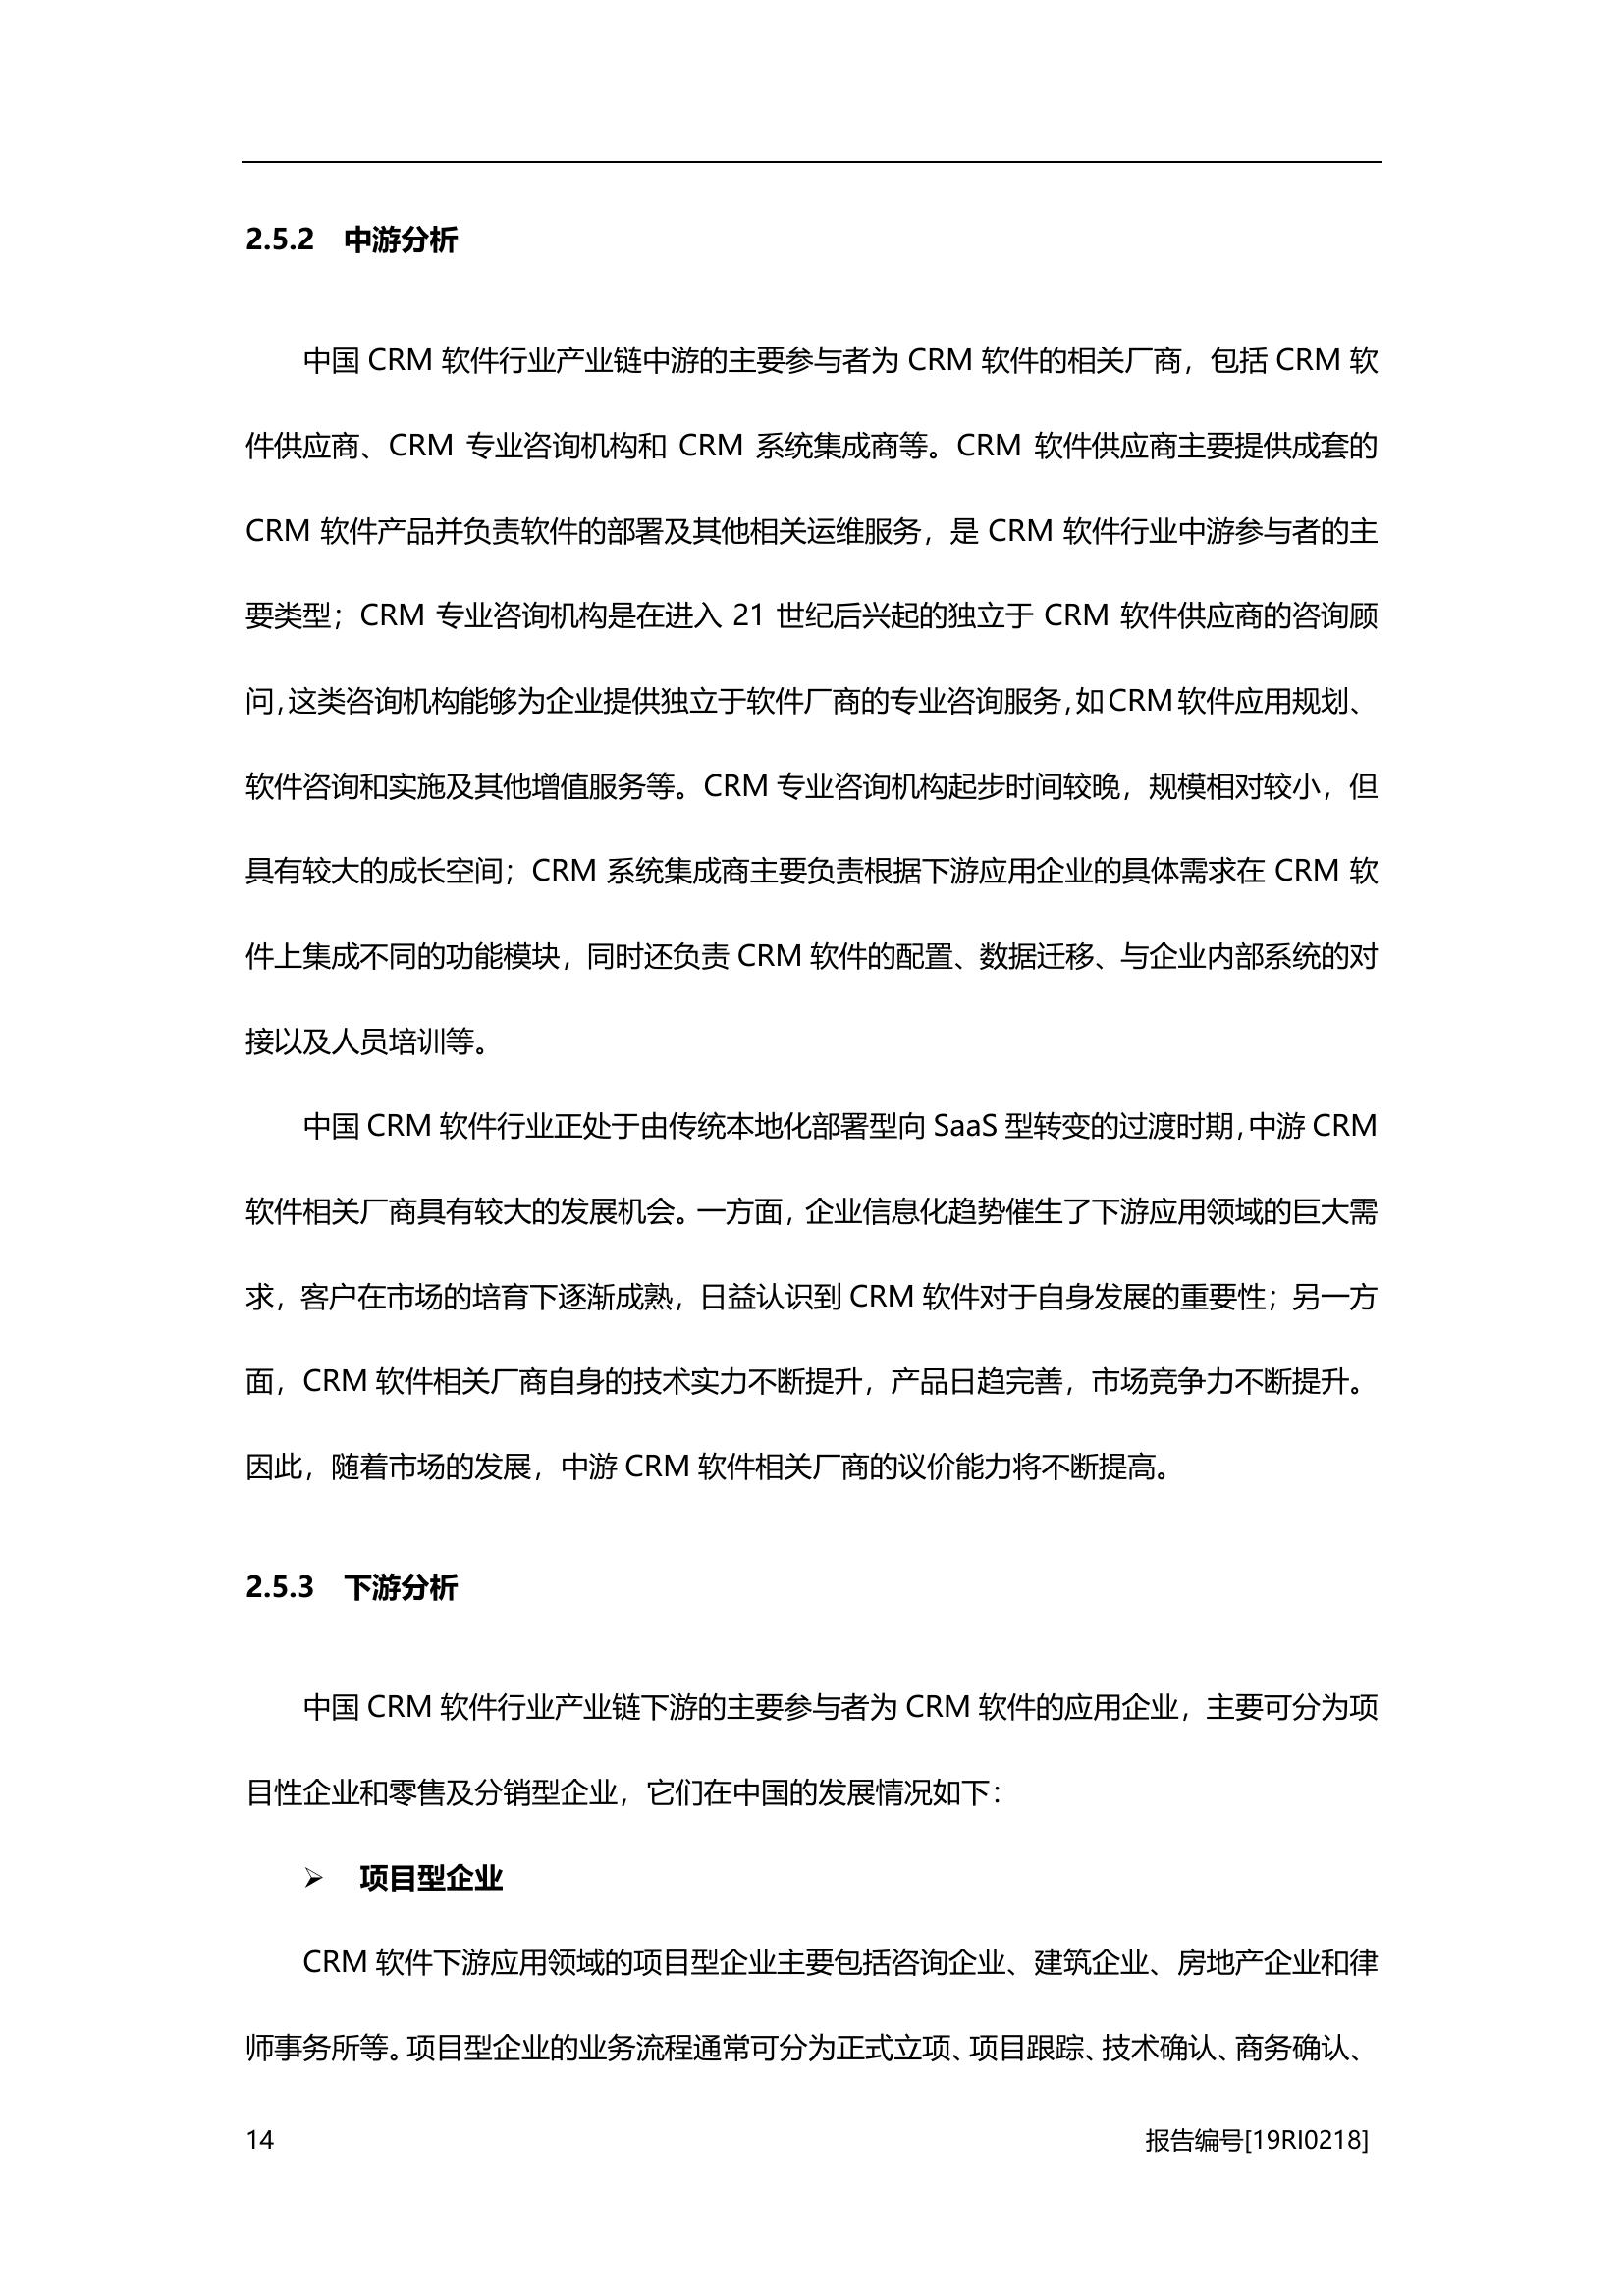 2.5.2 中游分析
中国 CRM 软件行业产业链中游的主要参与者为 CRM 软件的相关厂商，包括 CRM 软
件供应商、CRM 专业咨询机构和 CRM 系统集成商等。CRM 软件供应商主要提供成套的
CRM 软件产品并负责软件的部署及其他相关运维服务，是 CRM 软件行业中游参与者的主
要类型；CRM 专业咨询机构是在进入 21 世纪后兴起的独立于 CRM 软件供应商的咨询顾
问，这类咨询机构能够为企业提供独立于软件厂商的专业咨询服务，如 CRM 软件应用规划、
软件咨询和实施及其他增值服务等。CRM 专业咨询机构起步时间较晚，规模相对较小，但
具有较大的成长空间；CRM 系统集成商主要负责根据下游应用企业的具体需求在 CRM 软
件上集成不同的功能模块，同时还负责 CRM 软件的配置、数据迁移、与企业内部系统的对
接以及人员培训等。
中国 CRM 软件行业正处于由传统本地化部署型向 SaaS 型转变的过渡时期，中游 CRM
软件相关厂商具有较大的发展机会。一方面，企业信息化趋势催生了下游应用领域的巨大需
求，客户在市场的培育下逐渐成熟，日益认识到 CRM 软件对于自身发展的重要性；另一方
面，CRM 软件相关厂商自身的技术实力不断提升，产品日趋完善，市场竞争力不断提升。
因此，随着市场的发展，中游 CRM 软件相关厂商的议价能力将不断提高。
2.5.3 下游分析
中国 CRM 软件行业产业链下游的主要参与者为 CRM 软件的应用企业，主要可分为项
目性企业和零售及分销型企业，它们在中国的发展情况如下：
➢ 项目型企业
CRM 软件下游应用领域的项目型企业主要包括咨询企业、建筑企业、房地产企业和律
师事务所等。项目型企业的业务流程通常可分为正式立项、项目跟踪、技术确认、商务确认、
14 报告编号[19RI0218]